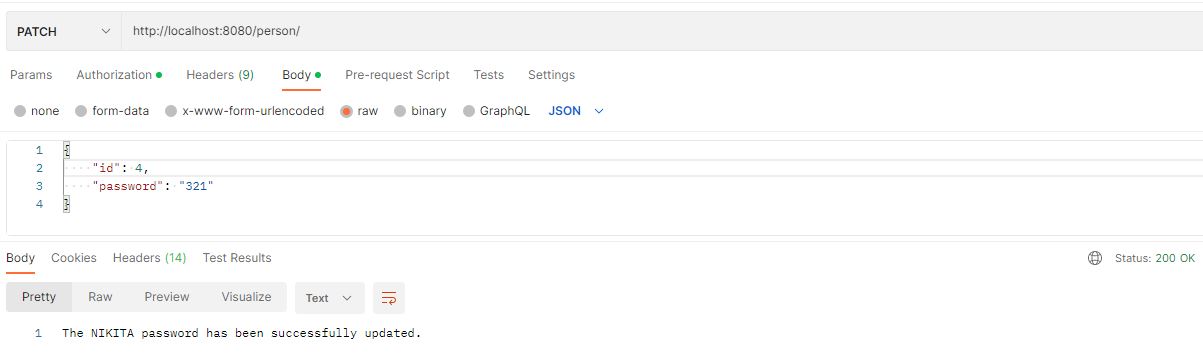 PATCH http://localhost:8080/person/
Params Authorization Headers (9) Body Pre-request Script Tests Settings
none form-data x-www-form-urlencoded raw binary GraphQL JSON
1 {
2 "id": 4,
3 "password": "321"
4 }
Body Cookies Headers (14) Test Results Status: 200 OK
Pretty Raw Preview Visualize Text
1 The NIKITA password has been successfully updated.